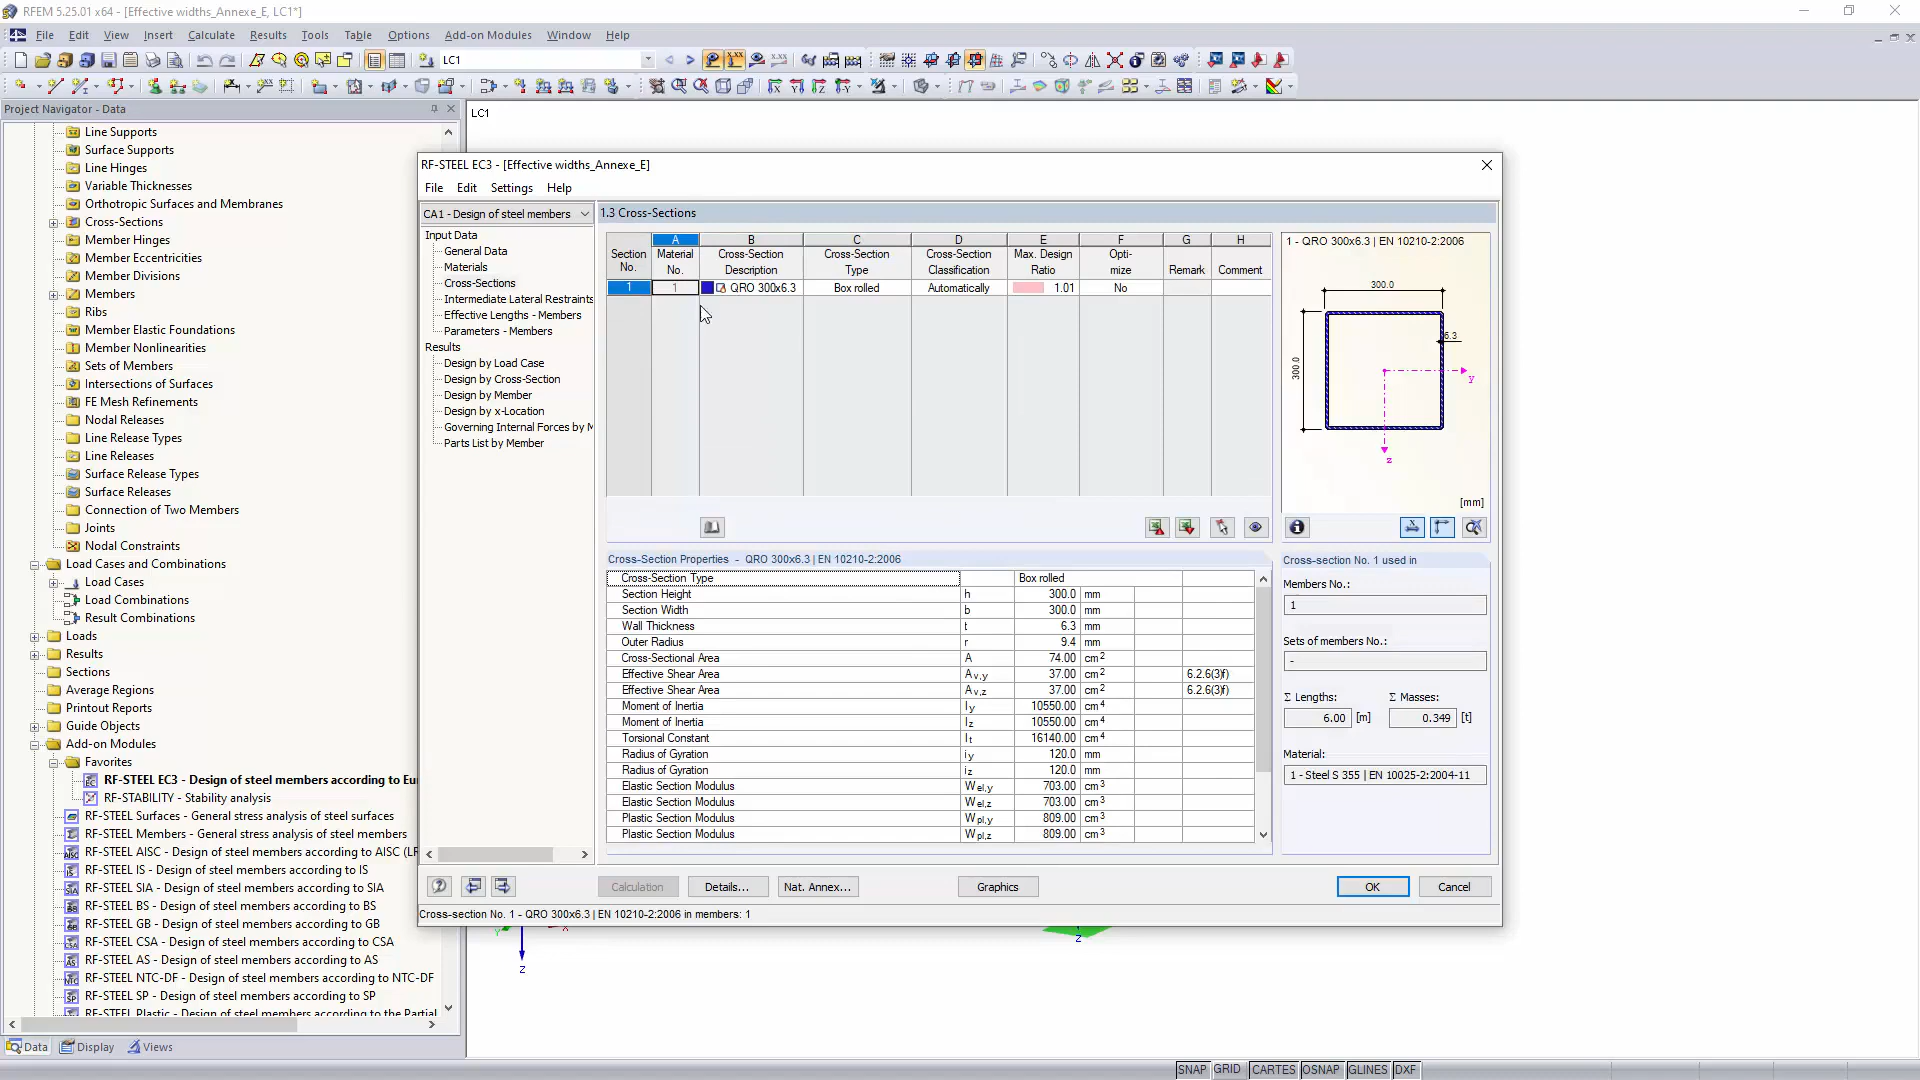 RFEM 5.25.01 x64 - [Effective widths_Annexe_E, LC1*]
File Edit View Insert Calculate Results Tools Table Options Add-on Modules Window Help
LC1
Project Navigator - Data
Line Supports
Surface Supports
Line Hinges
Variable Thicknesses
Orthotropic Surfaces and Membranes
Cross-Sections
Member Hinges
Member Eccentricities
Member Divisions
Members
Ribs
Member Elastic Foundations
Member Nonlinearities
Sets of Members
Intersections of Surfaces
FE Mesh Refinements
Nodal Releases
Line Release Types
Line Releases
Surface Release Types
Surface Releases
Connection of Two Members
Joints
Nodal Constraints
Load Cases and Combinations
Load Cases
Load Combinations
Result Combinations
Loads
Results
Sections
Average Regions
Printout Reports
Guide Objects
Add-on Modules
Favorites
RF-STEEL EC3 - Design of steel members according to Eu
RF-STABILITY - Stability analysis
RF-STEEL Surfaces - General stress analysis of steel surfaces
RF-STEEL Members - General stress analysis of steel members
RF-STEEL AISC - Design of steel members according to AISC (LR
RF-STEEL IS - Design of steel members according to IS
RF-STEEL SIA - Design of steel members according to SIA
RF-STEEL BS - Design of steel members according to BS
RF-STEEL GB - Design of steel members according to GB
RF-STEEL CSA - Design of steel members according to CSA
RF-STEEL AS - Design of steel members according to AS
RF-STEEL NTC-DF - Design of steel members according to NTC-DF
RF-STEEL SP - Design of steel members according to SP
RF-STEEL Plastic - Design of steel members according to the Partial
Data Display Views
LC1
RF-STEEL EC3 - [Effective widths_Annexe_E]
File Edit Settings Help
CA1 - Design of steel members
Input Data
General Data
Materials
Cross-Sections
Intermediate Lateral Restraints
Effective Lengths - Members
Parameters - Members
Results
Design by Load Case
Design by Cross-Section
Design by Member
Design by x-Location
Governing Internal Forces by M
Parts List by Member
1.3 Cross-Sections
A B C D E F G H
Section Material Cross-Section Cross-Section Cross-Section Max. Design Opti-
No. No. Description Type Classification Ratio mize Remark Comment
1 1 QRO 300x6.3 Box rolled Automatically 1.01 No
Cross-Section Properties - QRO 300x6.3 | EN 10210-2:2006
Cross-Section Type Box rolled
Section Height h 300.0 mm
Section Width b 300.0 mm
Wall Thickness t 6.3 mm
Outer Radius r 9.4 mm
Cross-Sectional Area A 74.00 cm2
Effective Shear Area Av,y 37.00 cm2 6.2.6(3)f)
Effective Shear Area Av,z 37.00 cm2 6.2.6(3)f)
Moment of Inertia Iy 10550.00 cm4
Moment of Inertia Iz 10550.00 cm4
Torsional Constant It 16140.00 cm4
Radius of Gyration iy 120.0 mm
Radius of Gyration iz 120.0 mm
Elastic Section Modulus Wel,y 703.00 cm3
Elastic Section Modulus Wel,z 703.00 cm3
Plastic Section Modulus Wpl,y 809.00 cm3
Plastic Section Modulus Wpl,z 809.00 cm3
1 - QRO 300x6.3 | EN 10210-2:2006
300.0
6.3
300.0
y
z
[mm]
Cross-section No. 1 used in
Members No.:
1
Sets of members No.:
-
Σ Lengths: Σ Masses:
6.00 [m] 0.349 [t]
Material:
1 - Steel S 355 | EN 10025-2:2004-11
Calculation Details... Nat. Annex... Graphics OK Cancel
Cross-section No. 1 - QRO 300x6.3 | EN 10210-2:2006 in members: 1
Y X
Z
Z
SNAP GRID CARTES OSNAP GLINES DXF